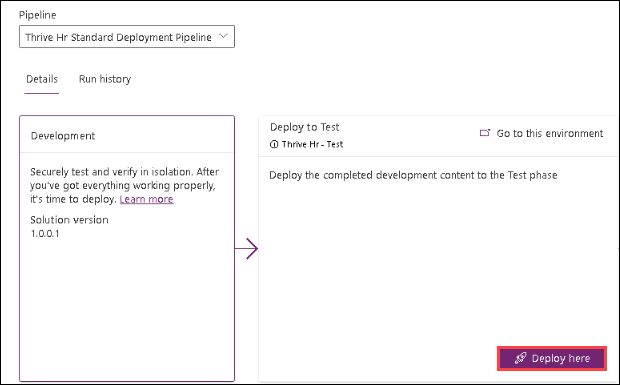 Pipeline
Thrive Hr Standard Deployment Pipeline
Details
Run history
Development
Securely test and verify in isolation. After
you've got everything working properly,
it's time to deploy. Learn more
Solution version
1.0.0.1
Deploy to Test
Thrive Hr - Test
Go to this environment
Deploy the completed development content to the Test phase
Deploy here